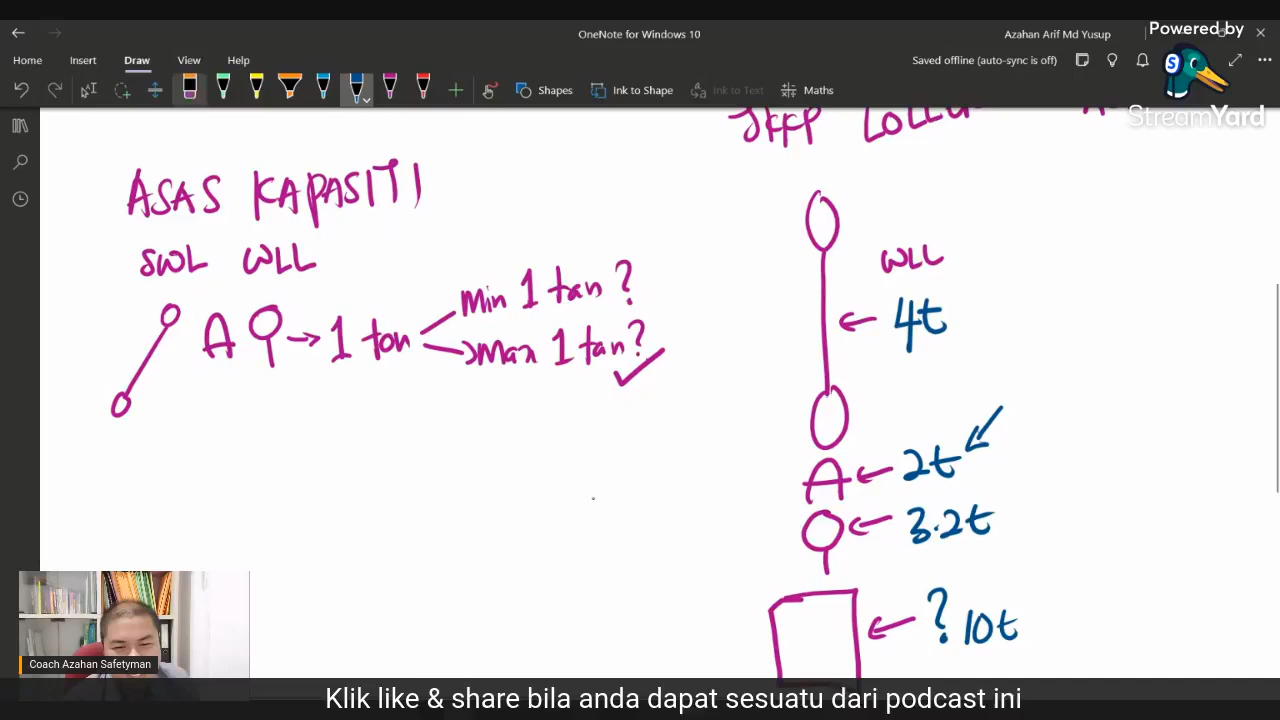 OneNote for Windows 10
Azahan Arif Md Yusup
Powered by
StreamYard
Home Insert Draw View Help
Saved offline (auto-sync is off)
Shapes Ink to Shape Ink to Text Maths
ASAS KAPASITI
SWL WLL
A → 1 ton
min 1 tan?
max 1 tan?
WLL
4t
A ← 2t
3.2t
? 10t
Coach Azahan Safetyman
Klik like & share bila anda dapat sesuatu dari podcast ini